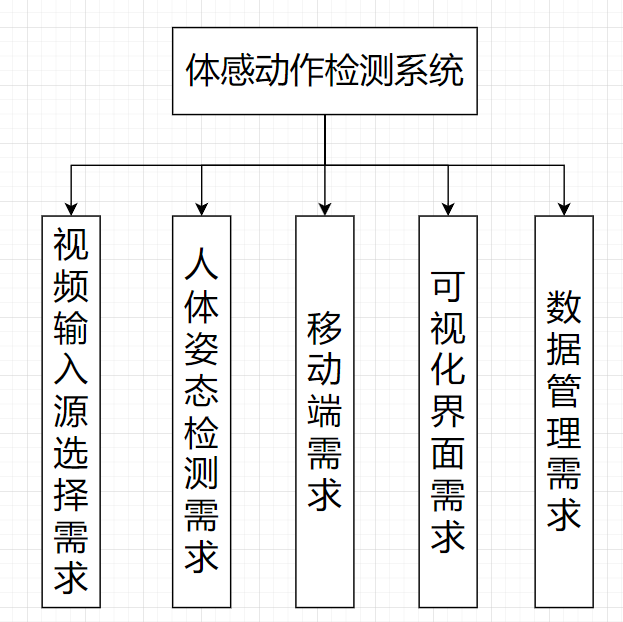 体感动作检测系统
视频输入源选择需求
人体姿态检测需求
移动端需求
可视化界面需求
数据管理需求